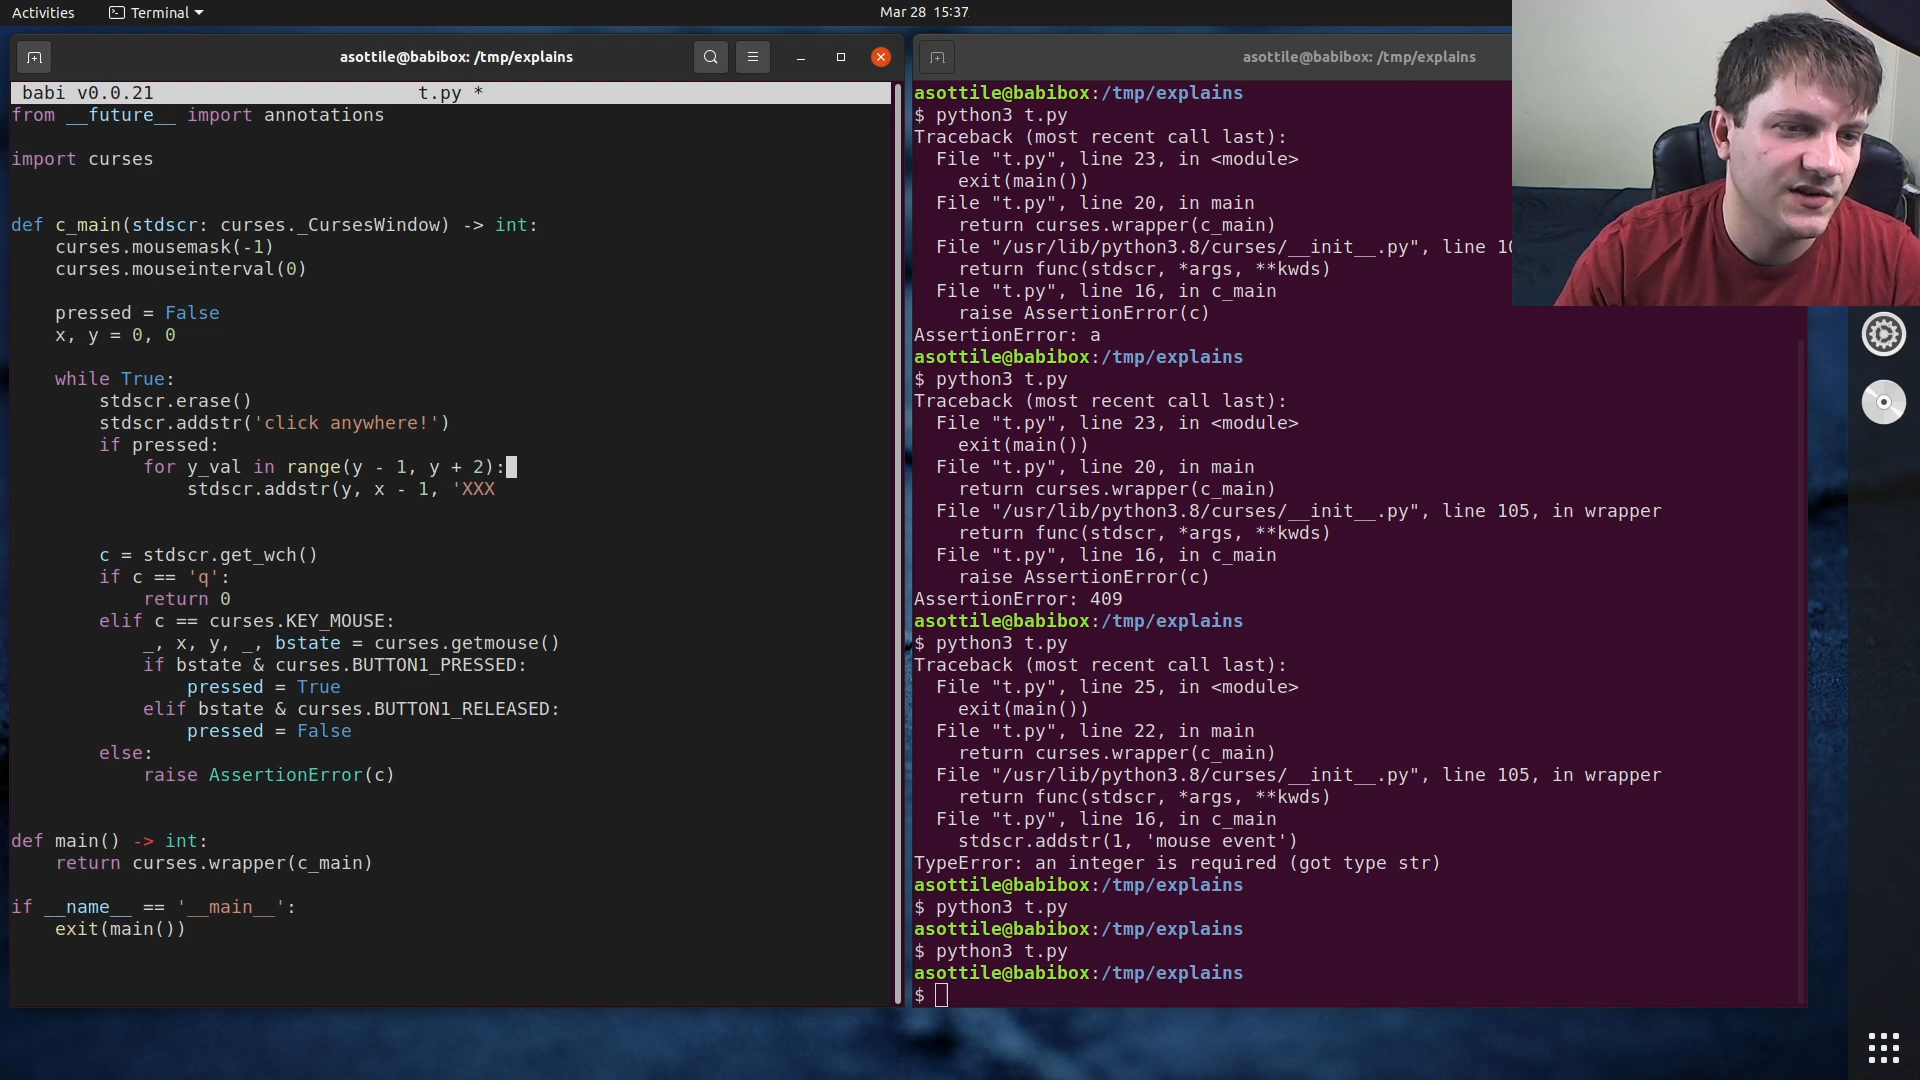 Activities
Terminal
Mar 28 15:37
asottile@babibox: /tmp/explains
babi v0.0.21 t.py *
from __future__ import annotations
import curses
def c_main(stdscr: curses._CursesWindow) -> int:
    curses.mousemask(-1)
    curses.mouseinterval(0)
    pressed = False
    x, y = 0, 0
    while True:
        stdscr.erase()
        stdscr.addstr('click anywhere!')
        if pressed:
            for y_val in range(y - 1, y + 2):
                stdscr.addstr(y, x - 1, 'XXX
        c = stdscr.get_wch()
        if c == 'q':
            return 0
        elif c == curses.KEY_MOUSE:
            _, x, y, _, bstate = curses.getmouse()
            if bstate & curses.BUTTON1_PRESSED:
                pressed = True
            elif bstate & curses.BUTTON1_RELEASED:
                pressed = False
        else:
            raise AssertionError(c)
def main() -> int:
    return curses.wrapper(c_main)
if __name__ == '__main__':
    exit(main())
asottile@babibox: /tmp/explains
asottile@babibox:/tmp/explains
$ python3 t.py
Traceback (most recent call last):
  File "t.py", line 23, in <module>
    exit(main())
  File "t.py", line 20, in main
    return curses.wrapper(c_main)
  File "/usr/lib/python3.8/curses/__init__.py", line
    return func(stdscr, *args, **kwds)
  File "t.py", line 16, in c_main
    raise AssertionError(c)
AssertionError: a
asottile@babibox:/tmp/explains
$ python3 t.py
Traceback (most recent call last):
  File "t.py", line 23, in <module>
    exit(main())
  File "t.py", line 20, in main
    return curses.wrapper(c_main)
  File "/usr/lib/python3.8/curses/__init__.py", line 105, in wrapper
    return func(stdscr, *args, **kwds)
  File "t.py", line 16, in c_main
    raise AssertionError(c)
AssertionError: 409
asottile@babibox:/tmp/explains
$ python3 t.py
Traceback (most recent call last):
  File "t.py", line 25, in <module>
    exit(main())
  File "t.py", line 22, in main
    return curses.wrapper(c_main)
  File "/usr/lib/python3.8/curses/__init__.py", line 105, in wrapper
    return func(stdscr, *args, **kwds)
  File "t.py", line 16, in c_main
    stdscr.addstr(1, 'mouse event')
TypeError: an integer is required (got type str)
asottile@babibox:/tmp/explains
$ python3 t.py
asottile@babibox:/tmp/explains
$ python3 t.py
asottile@babibox:/tmp/explains
$